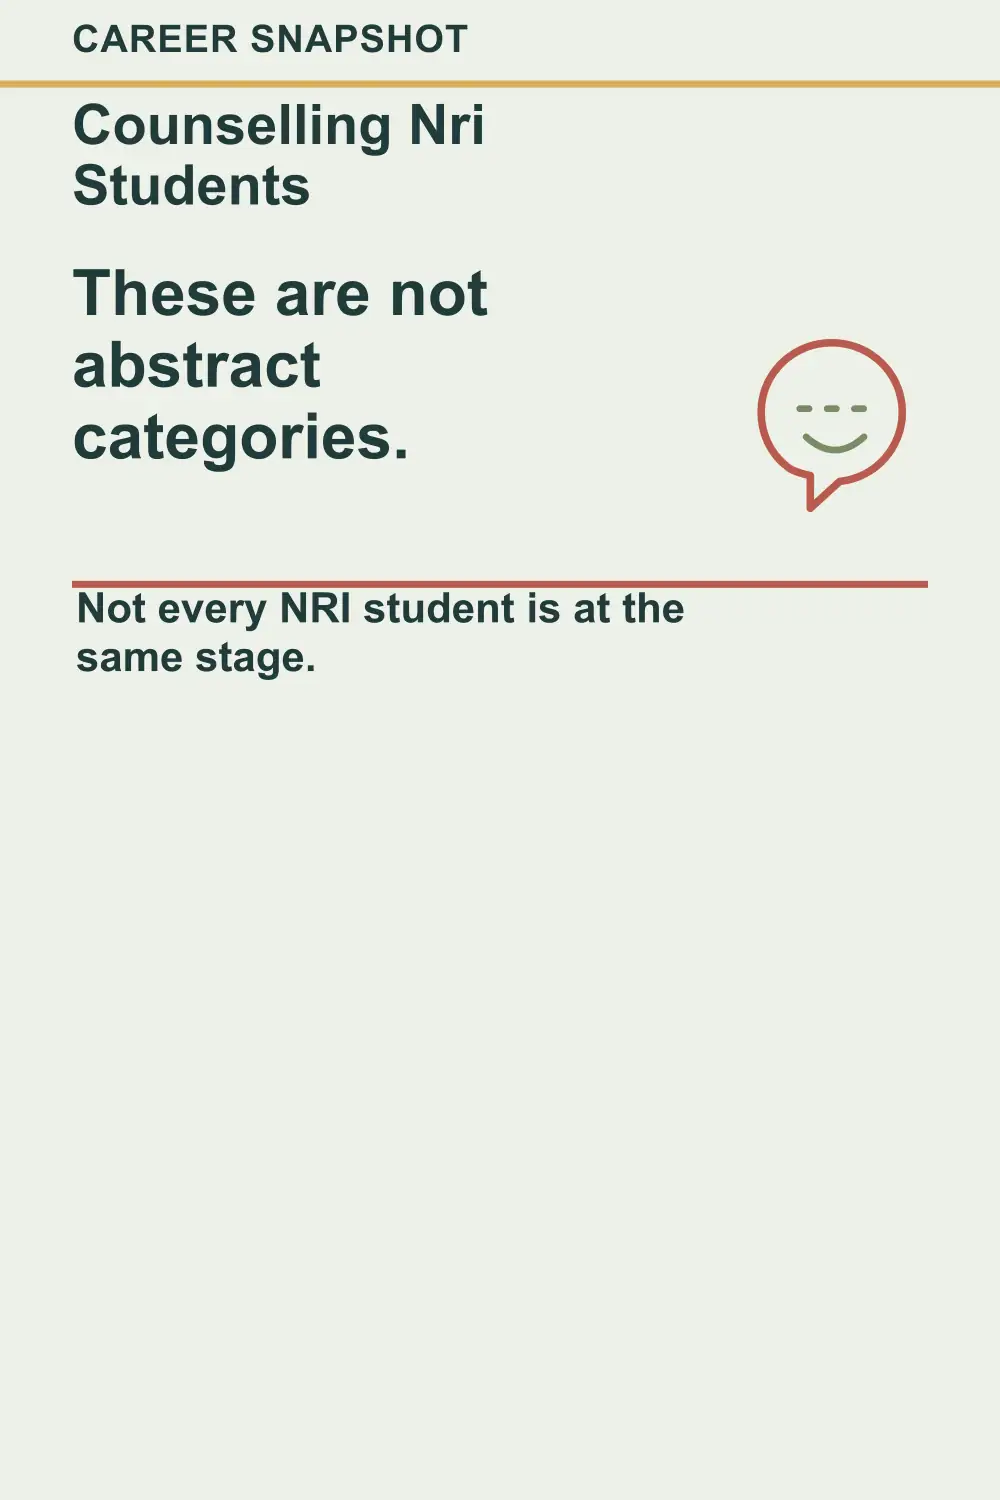 CAREER SNAPSHOT
Counselling Nri
Students
These are not
abstract
categories.
Not every NRI student is at the
same stage.